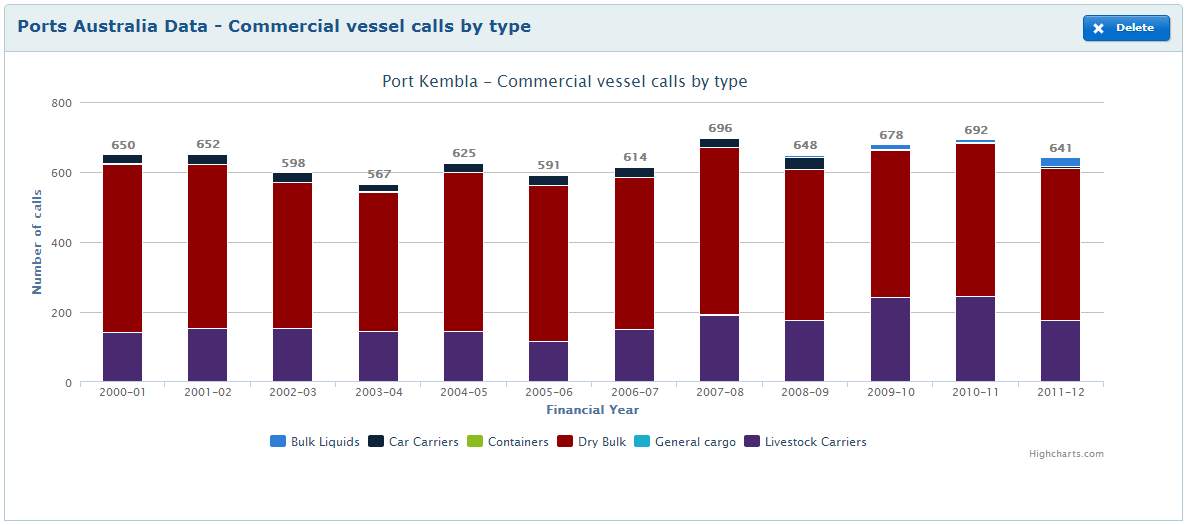 Ports Australia Data - Commercial vessel calls by type
Delete
Port Kembla - Commercial vessel calls by type
800
600
400
200
0
Number of calls
650
652
598
567
625
591
614
696
648
678
692
641
2000-01
2001-02
2002-03
2003-04
2004-05
2005-06
2006-07
2007-08
2008-09
2009-10
2010-11
2011-12
Financial Year
Bulk Liquids
Car Carriers
Containers
Dry Bulk
General cargo
Livestock Carriers
Highcharts.com